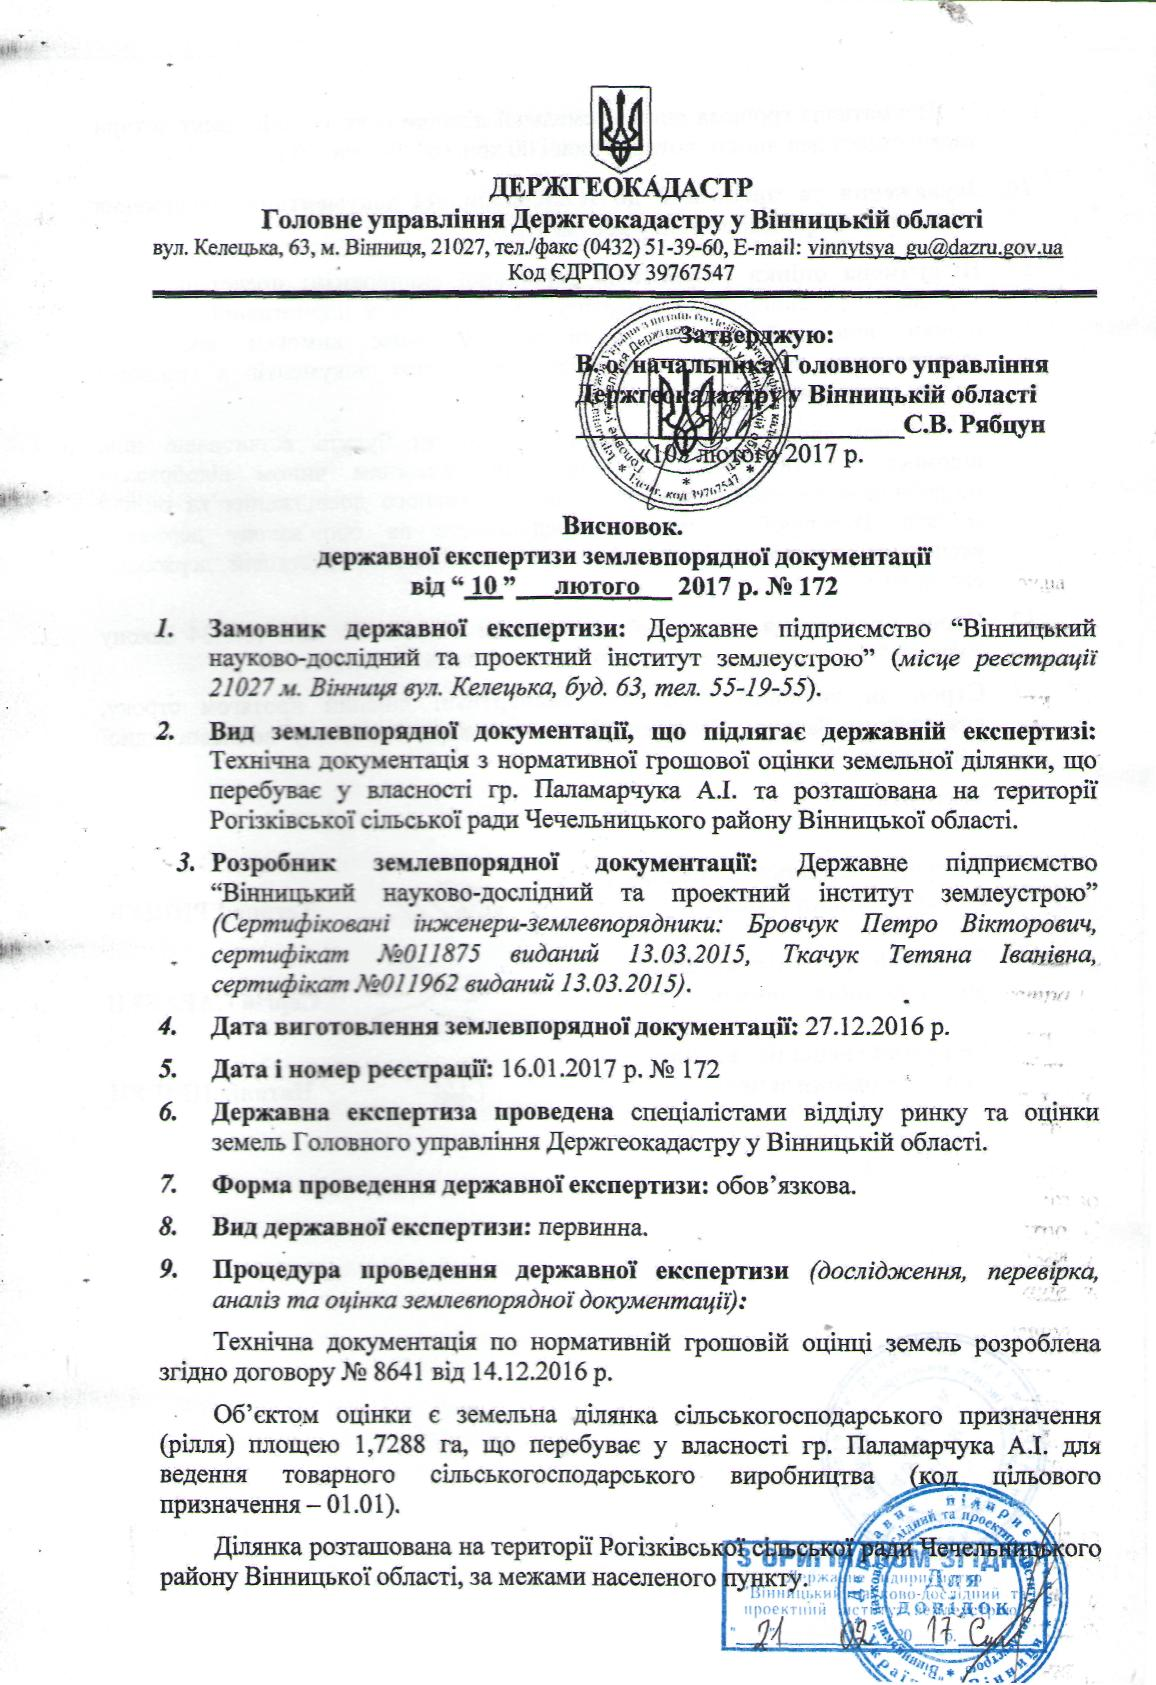 ДЕРЖГЕОКАДАСТР
Головне управління Держгеокадастру у Вінницькій області
вул. Келецька, 63, м. Вінниця, 21027, тел./факс (0432) 51-39-60, E-mail: vinnytsya_gu@dazru.gov.ua
Код ЄДРПОУ 39767547
Затверджую:
В. о. начальника Головного управління
Держгеокадастру у Вінницькій області
С.В. Рябцун
«10» лютого 2017 р.
Висновок.
державної експертизи землевпорядної документації
від “ 10 ” лютого 2017 р. № 172
1. Замовник державної експертизи: Державне підприємство “Вінницький
науково-дослідний та проектний інститут землеустрою” (місце реєстрації
21027 м. Вінниця вул. Келецька, буд. 63, тел. 55-19-55).
2. Вид землевпорядної документації, що підлягає державній експертизі:
Технічна документація з нормативної грошової оцінки земельної ділянки, що
перебуває у власності гр. Паламарчука А.І. та розташована на території
Рогізківської сільської ради Чечельницького району Вінницької області.
3. Розробник землевпорядної документації: Державне підприємство
“Вінницький науково-дослідний та проектний інститут землеустрою”
(Сертифіковані інженери-землевпорядники: Бровчук Петро Вікторович,
сертифікат №011875 виданий 13.03.2015, Ткачук Тетяна Іванівна,
сертифікат №011962 виданий 13.03.2015).
4. Дата виготовлення землевпорядної документації: 27.12.2016 р.
5. Дата і номер реєстрації: 16.01.2017 р. № 172
6. Державна експертиза проведена спеціалістами відділу ринку та оцінки
земель Головного управління Держгеокадастру у Вінницькій області.
7. Форма проведення державної експертизи: обов’язкова.
8. Вид державної експертизи: первинна.
9. Процедура проведення державної експертизи (дослідження, перевірка,
аналіз та оцінка землевпорядної документації):
Технічна документація по нормативній грошовій оцінці земель розроблена
згідно договору № 8641 від 14.12.2016 р.
Об’єктом оцінки є земельна ділянка сільськогосподарського призначення
(рілля) площею 1,7288 га, що перебуває у власності гр. Паламарчука А.І. для
ведення товарного сільськогосподарського виробництва (код цільового
призначення – 01.01).
Ділянка розташована на території Рогізківської сільської ради Чечельницького
району Вінницької області, за межами населеного пункту.
З ОРИГІНАЛОМ ЗГІДНО
Державне підприємство
"Вінницький науково-дослідний та
проектний інститут землеустрою"
"21" 02 2017 р.
Для
довідок